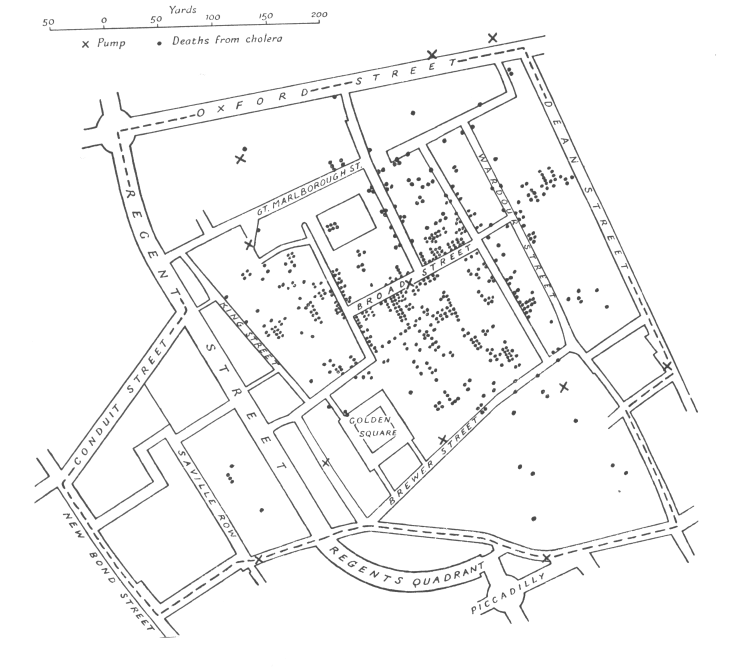 Yards
50 0 50 100 150 200
x Pump • Deaths from cholera
OXFORD STREET
DEAN STREET
WARDOUR STREET
GT. MARLBOROUGH ST.
REGENT STREET
BROAD STREET
KING STREET
CONDUIT STREET
GOLDEN
SQUARE
BREWER STREET
SAVILLE ROW
NEW BOND STREET
REGENTS QUADRANT
PICCADILLY